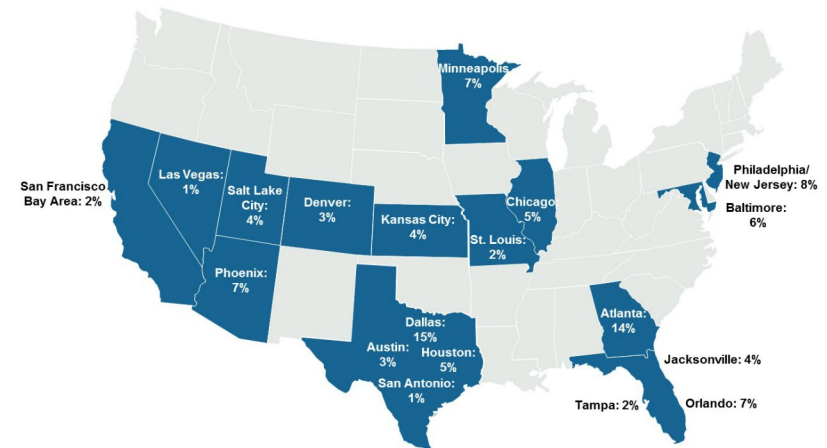 Minneapolis
7%
Philadelphia/
New Jersey: 8%
Las Vegas:
1%
San Francisco
Bay Area: 2%
Salt Lake
City:
4%
Denver:
3%
Kansas City:
4%
Chicago
5%
St. Louis:
2%
Baltimore:
6%
Phoenix:
7%
Dallas:
15%
Austin:
3%
Houston:
5%
San Antonio:
1%
Atlanta:
14%
Jacksonville: 4%
Tampa: 2%
Orlando: 7%